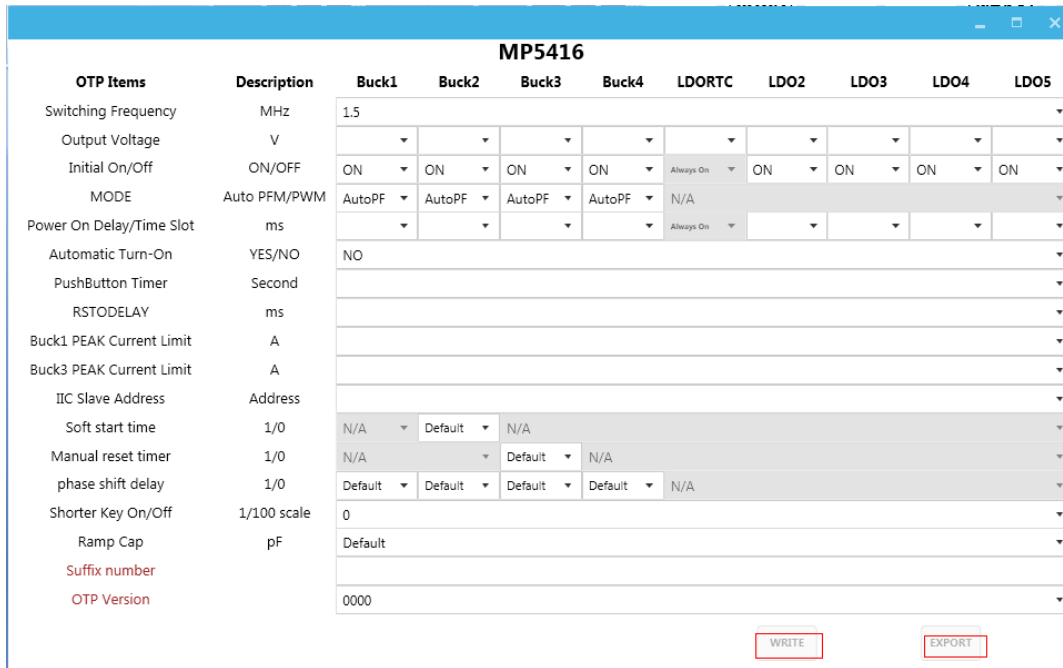 MP5416
OTP Items Description Buck1 Buck2 Buck3 Buck4 LDORTC LDO2 LDO3 LDO4 LDO5
Switching Frequency MHz 1.5
Output Voltage V
Initial On/Off ON/OFF ON ON ON ON Always On ON ON ON ON
MODE Auto PFM/PWM AutoPF AutoPF AutoPF AutoPF N/A
Power On Delay/Time Slot ms Always On
Automatic Turn-On YES/NO NO
PushButton Timer Second
RSTODELAY ms
Buck1 PEAK Current Limit A
Buck3 PEAK Current Limit A
IIC Slave Address Address
Soft start time 1/0 N/A Default N/A
Manual reset timer 1/0 N/A Default N/A
phase shift delay 1/0 Default Default Default Default N/A
Shorter Key On/Off 1/100 scale 0
Ramp Cap pF Default
Suffix number
OTP Version 0000
WRITE EXPORT